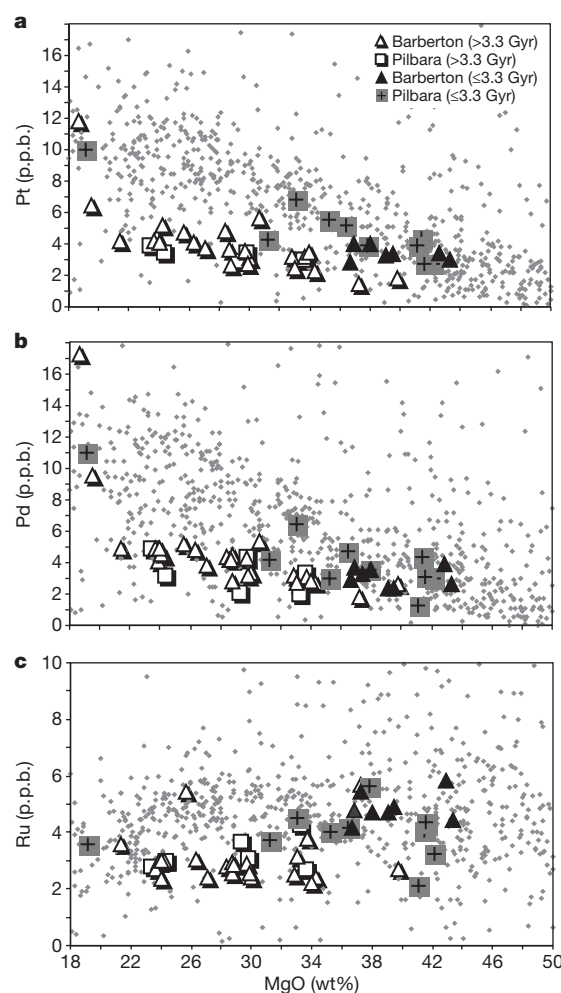 a
Barberton (>3.3 Gyr)
Pilbara (>3.3 Gyr)
Barberton (≤3.3 Gyr)
Pilbara (≤3.3 Gyr)
16
14
12
10
8
6
4
2
0
Pt (p.p.b.)
b
16
14
12
10
8
6
4
2
0
Pd (p.p.b.)
c
10
8
6
4
2
0
Ru (p.p.b.)
18 22 26 30 34 38 42 46 50
MgO (wt%)